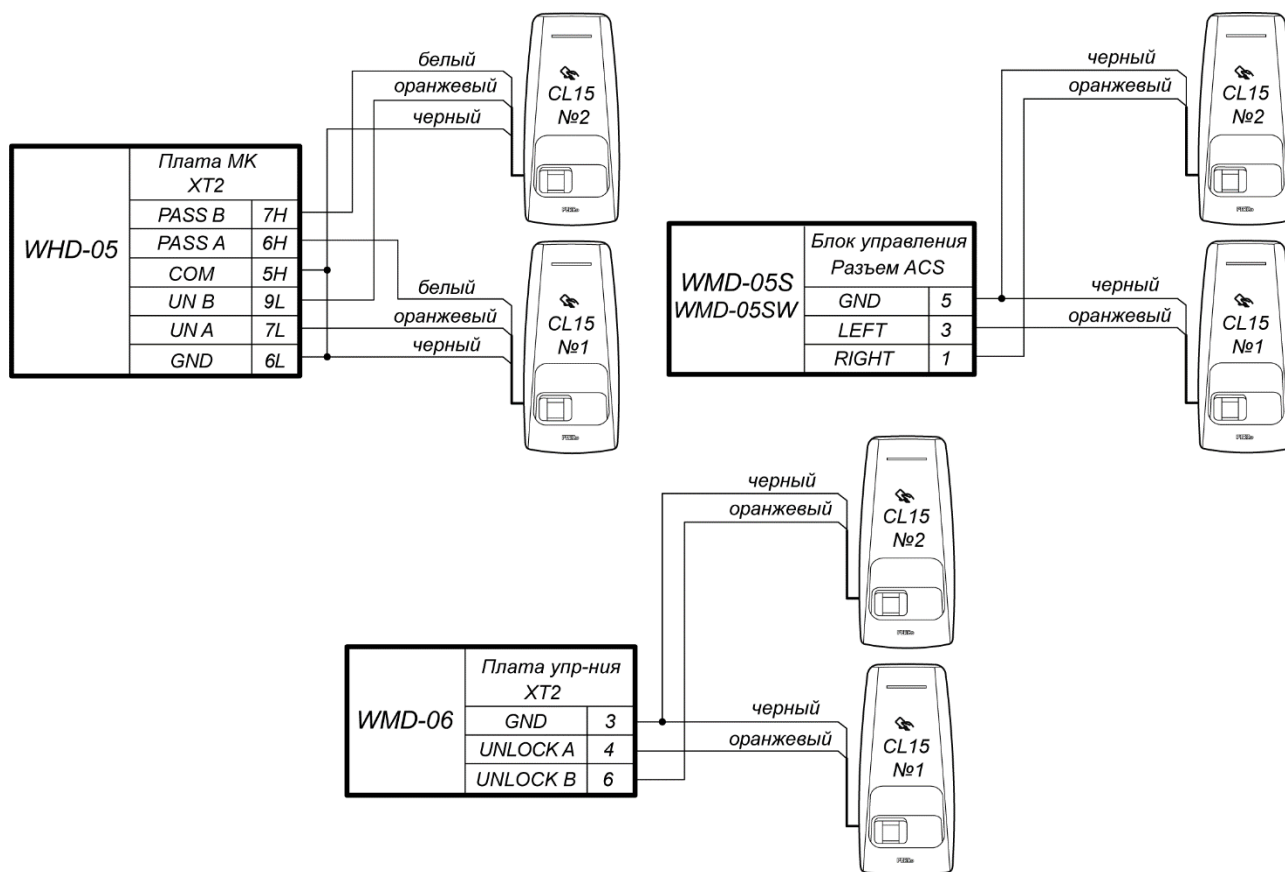 белый
оранжевый
черный
CL15
№2
WHD-05
Плата МК
XT2
PASS B 7H
PASS A 6H
COM 5H
UN B 9L
UN A 7L
GND 6L
белый
оранжевый
черный
CL15
№1
черный
оранжевый
CL15
№2
WMD-05S
WMD-05SW
Блок управления
Разъем ACS
GND 5
LEFT 3
RIGHT 1
черный
оранжевый
CL15
№1
черный
оранжевый
CL15
№2
WMD-06
Плата упр-ния
XT2
GND 3
UNLOCK A 4
UNLOCK B 6
черный
оранжевый
CL15
№1